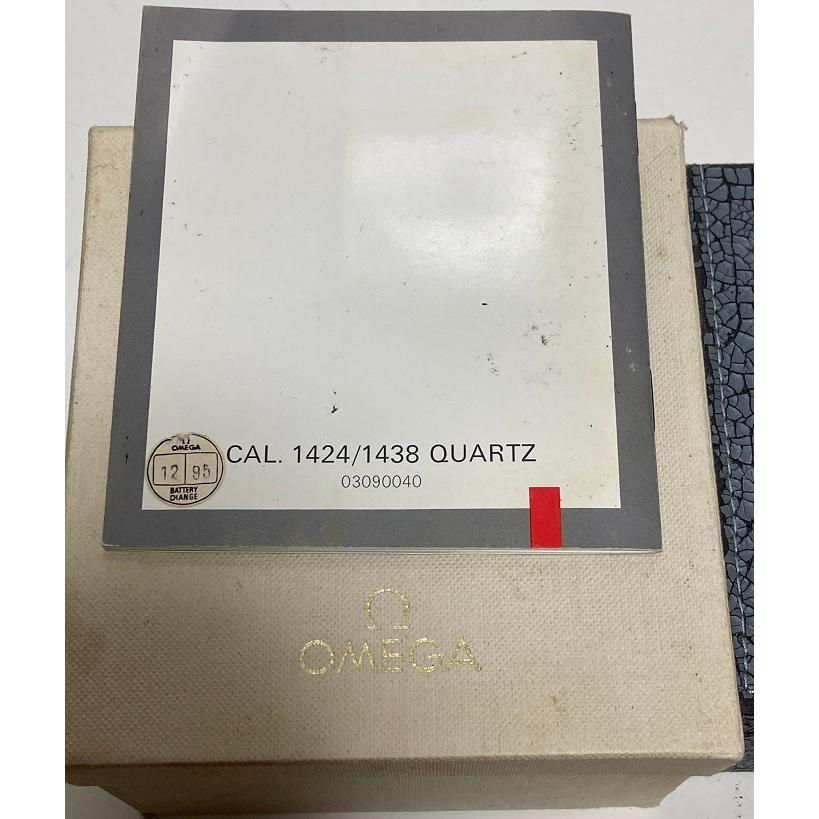 Ω
OMEGA
12 95
BATTERY
CHANGE
CAL. 1424/1438 QUARTZ
03090040
Ω
OMEGA